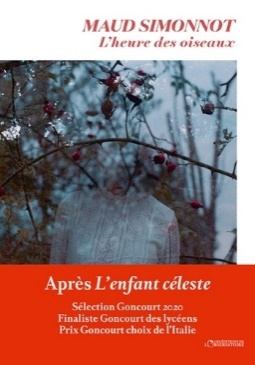 MAUD SIMONNOT
L'heure des oiseaux
Après L'enfant céleste
Sélection Goncourt 2020
Finaliste Goncourt des lycéens
Prix Goncourt choix de l'Italie